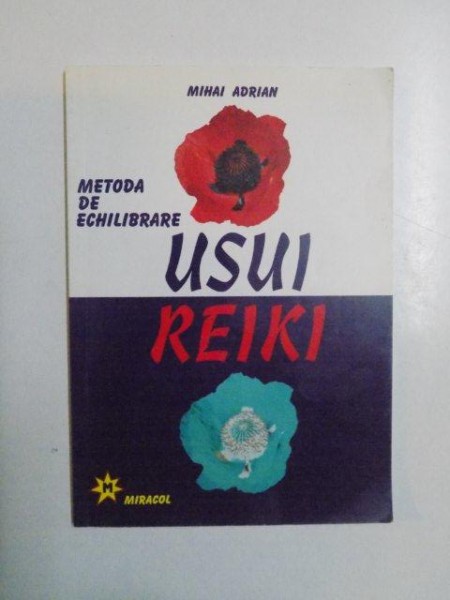 MIHAI ADRIAN
METODA
DE
ECHILIBRARE
USUI
REIKI
M
MIRACOL